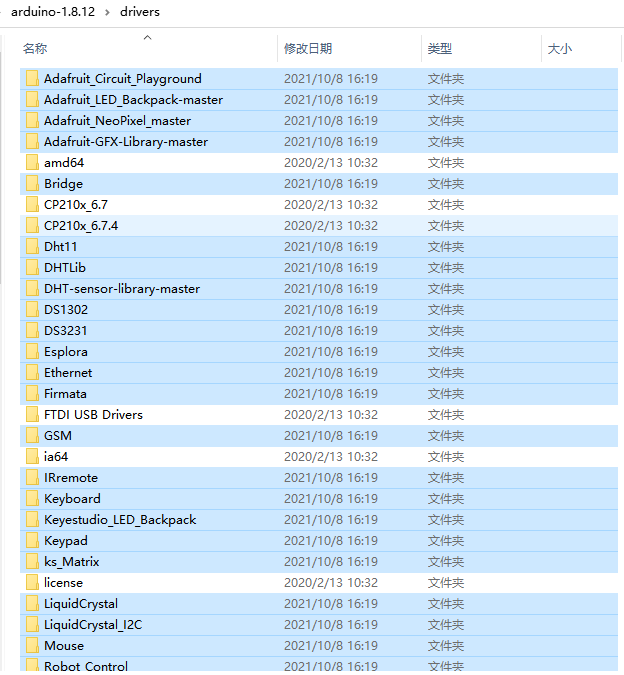 arduino-1.8.12 > drivers
名称 修改日期 类型 大小
Adafruit_Circuit_Playground 2021/10/8 16:19 文件夹
Adafruit_LED_Backpack-master 2021/10/8 16:19 文件夹
Adafruit_NeoPixel_master 2021/10/8 16:19 文件夹
Adafruit-GFX-Library-master 2021/10/8 16:19 文件夹
amd64 2020/2/13 10:32 文件夹
Bridge 2021/10/8 16:19 文件夹
CP210x_6.7 2020/2/13 10:32 文件夹
CP210x_6.7.4 2020/2/13 10:32 文件夹
Dht11 2021/10/8 16:19 文件夹
DHTLib 2021/10/8 16:19 文件夹
DHT-sensor-library-master 2021/10/8 16:19 文件夹
DS1302 2021/10/8 16:19 文件夹
DS3231 2021/10/8 16:19 文件夹
Esplora 2021/10/8 16:19 文件夹
Ethernet 2021/10/8 16:19 文件夹
Firmata 2021/10/8 16:19 文件夹
FTDI USB Drivers 2020/2/13 10:32 文件夹
GSM 2021/10/8 16:19 文件夹
ia64 2020/2/13 10:32 文件夹
IRremote 2021/10/8 16:19 文件夹
Keyboard 2021/10/8 16:19 文件夹
Keyestudio_LED_Backpack 2021/10/8 16:19 文件夹
Keypad 2021/10/8 16:19 文件夹
ks_Matrix 2021/10/8 16:19 文件夹
license 2020/2/13 10:32 文件夹
LiquidCrystal 2021/10/8 16:19 文件夹
LiquidCrystal_I2C 2021/10/8 16:19 文件夹
Mouse 2021/10/8 16:19 文件夹
Robot_Control 2021/10/8 16:19 文件夹